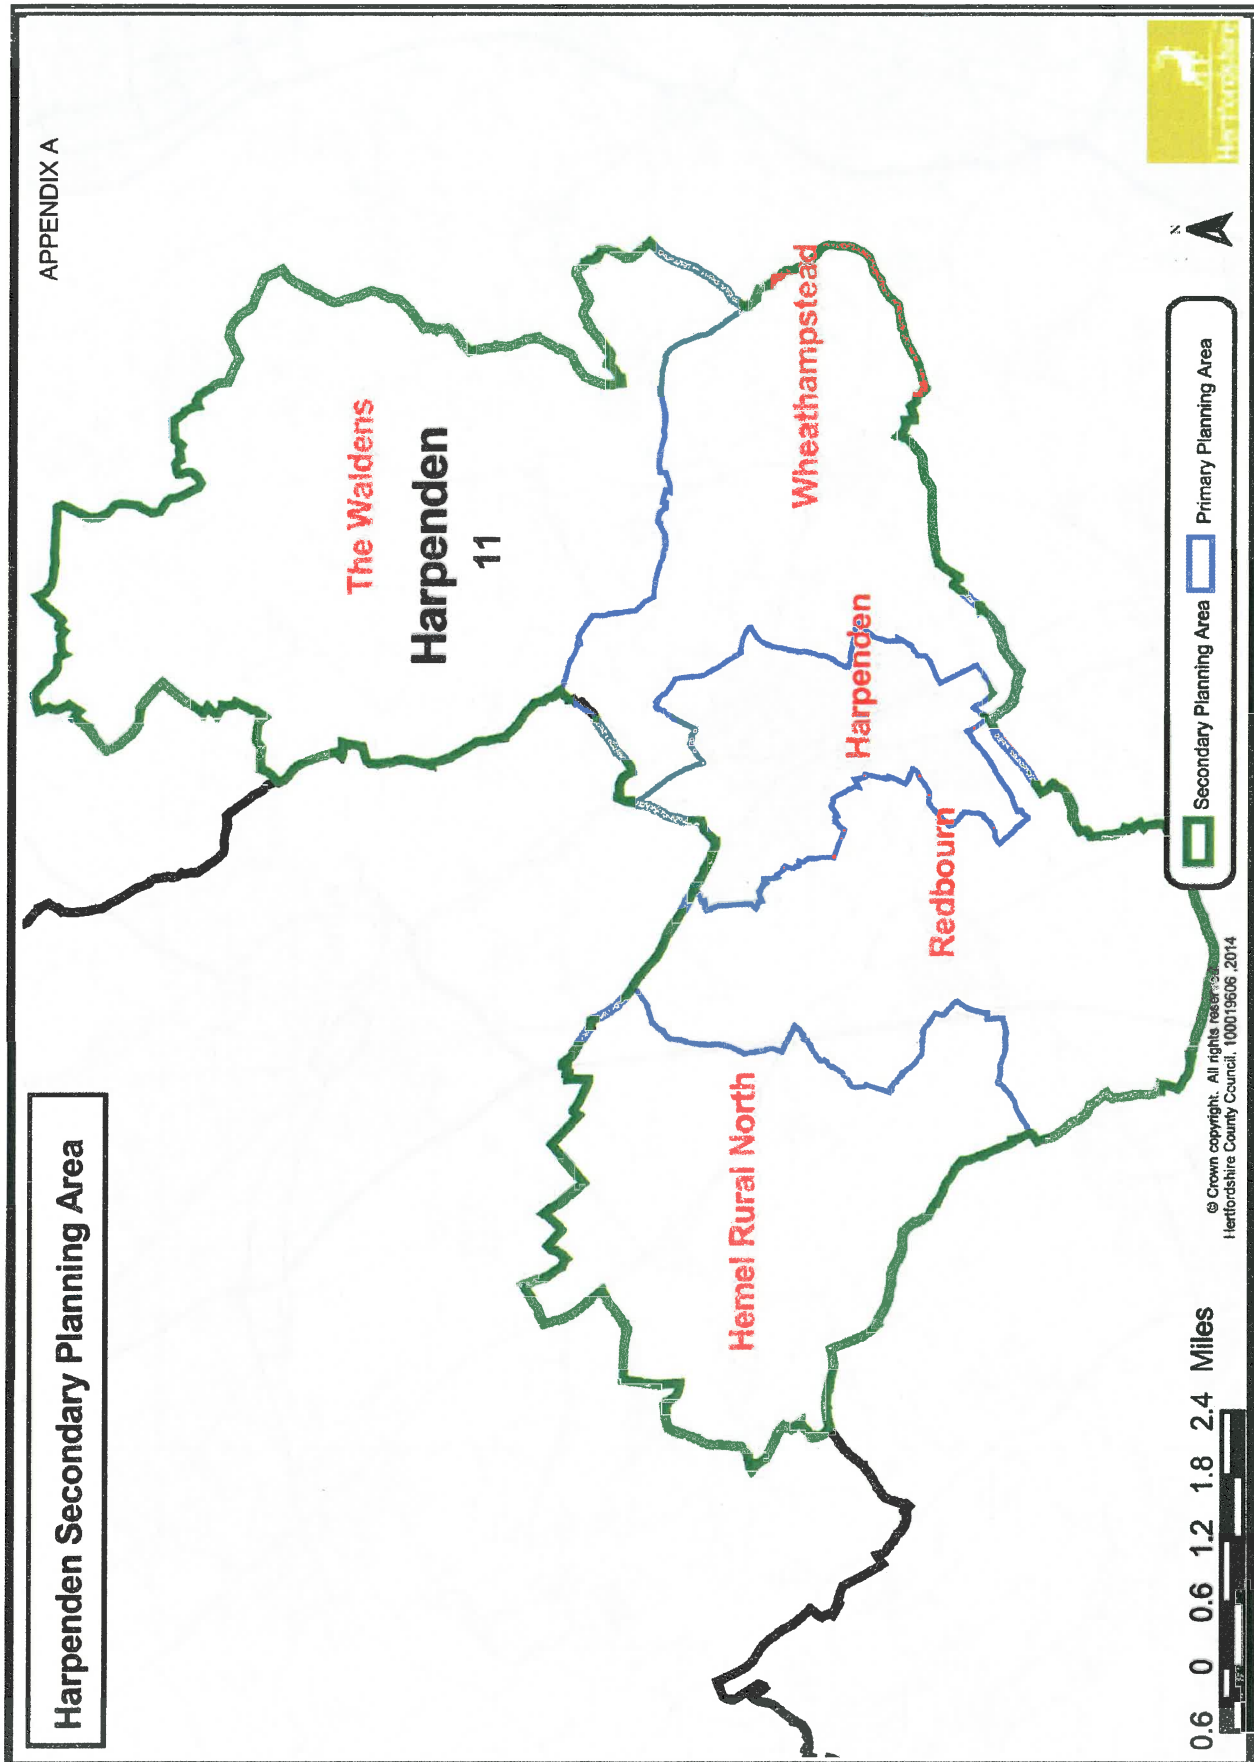 APPENDIX A
Harpenden Secondary Planning Area
The Waldens
Harpenden
11
Wheathampstead
Harpenden
Redbourn
Hemel Rural North
N
Secondary Planning Area
Primary Planning Area
© Crown copyright. All rights reserved.
Hertfordshire County Council, 100019606 ,2014
0.6 0 0.6 1.2 1.8 2.4 Miles
Hertfordshire